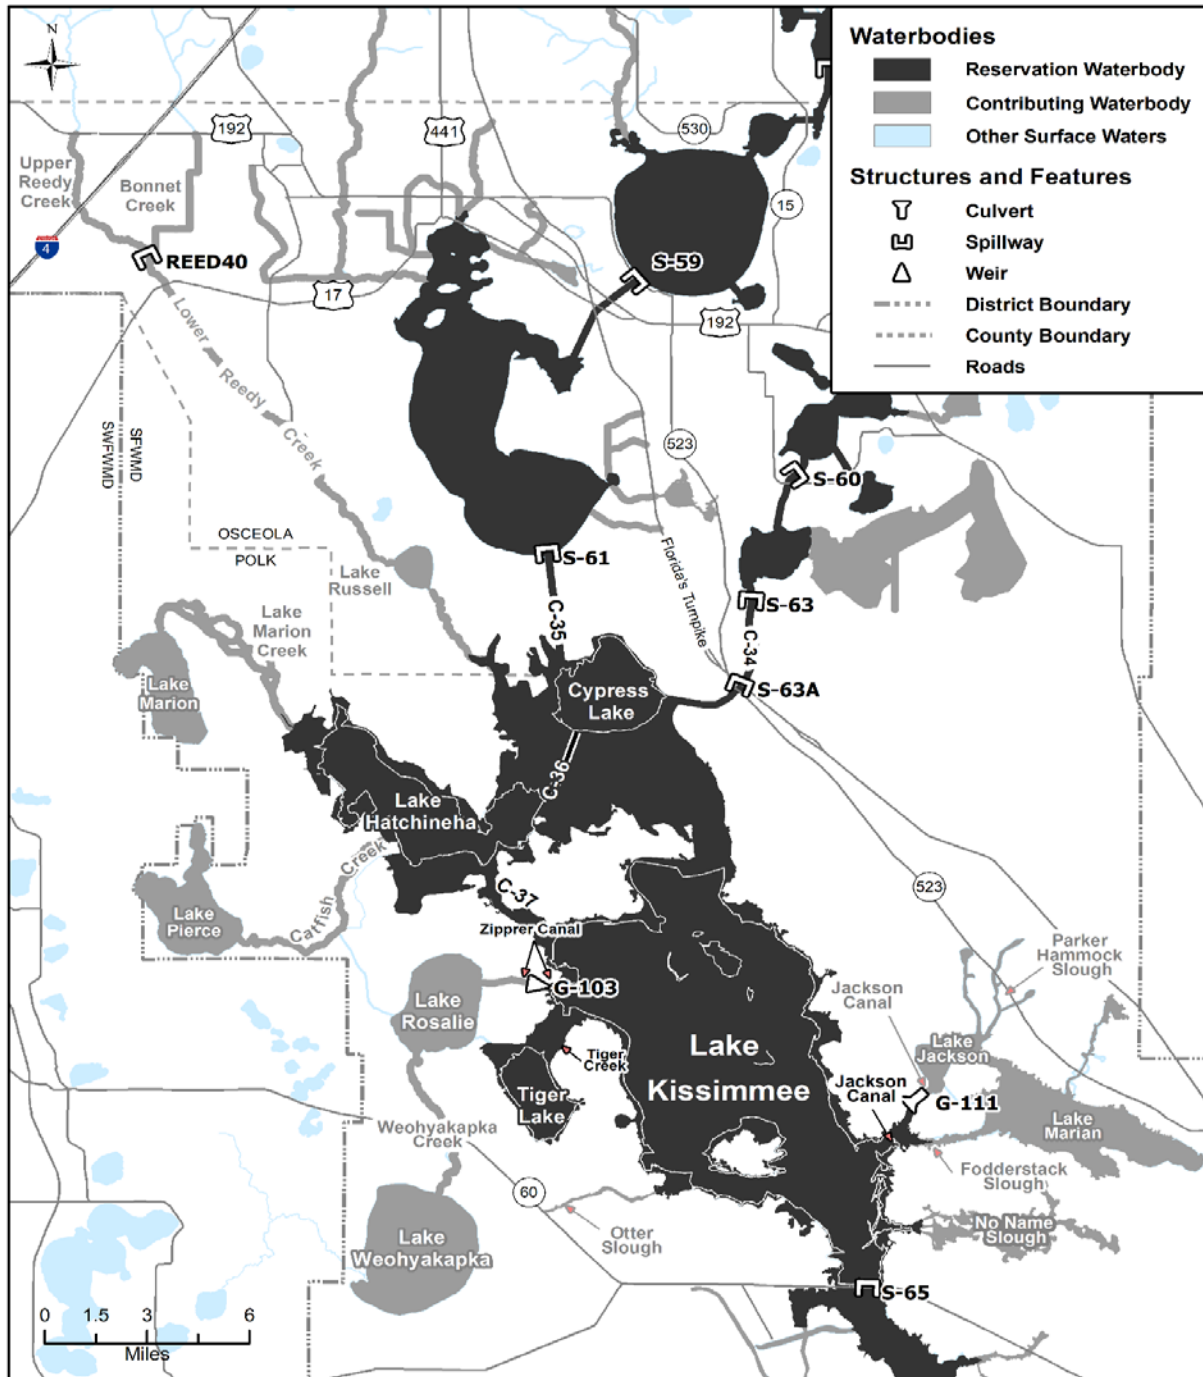 N
Waterbodies
Reservation Waterbody
Contributing Waterbody
Other Surface Waters
Structures and Features
Culvert
Spillway
Weir
District Boundary
County Boundary
Roads
192
441
530
Upper
Reedy
Creek
Bonnet
Creek
15
4
REED40
S-59
17
192
Lower
Reedy
Creek
523
SWFWMD
SFWMD
S-60
OSCEOLA
POLK
S-61
Lake
Russell
Florida's Turnpike
C-35
S-63
Lake
Marion
Creek
C-34
Lake
Marion
Cypress
Lake
S-63A
C-36
Lake
Hatchineha
Catfish Creek
C-37
523
Lake
Pierce
Zipprer Canal
Parker
Hammock
Slough
G-103
Jackson
Canal
Lake
Rosalie
Lake
Kissimmee
Lake
Jackson
Tiger
Creek
Jackson
Canal
Tiger
Lake
G-111
Lake
Marian
Weohyakapka
Creek
Fodderstack
Slough
60
Otter
Slough
No Name
Slough
Lake
Weohyakapka
S-65
0 1.5 3 6
Miles